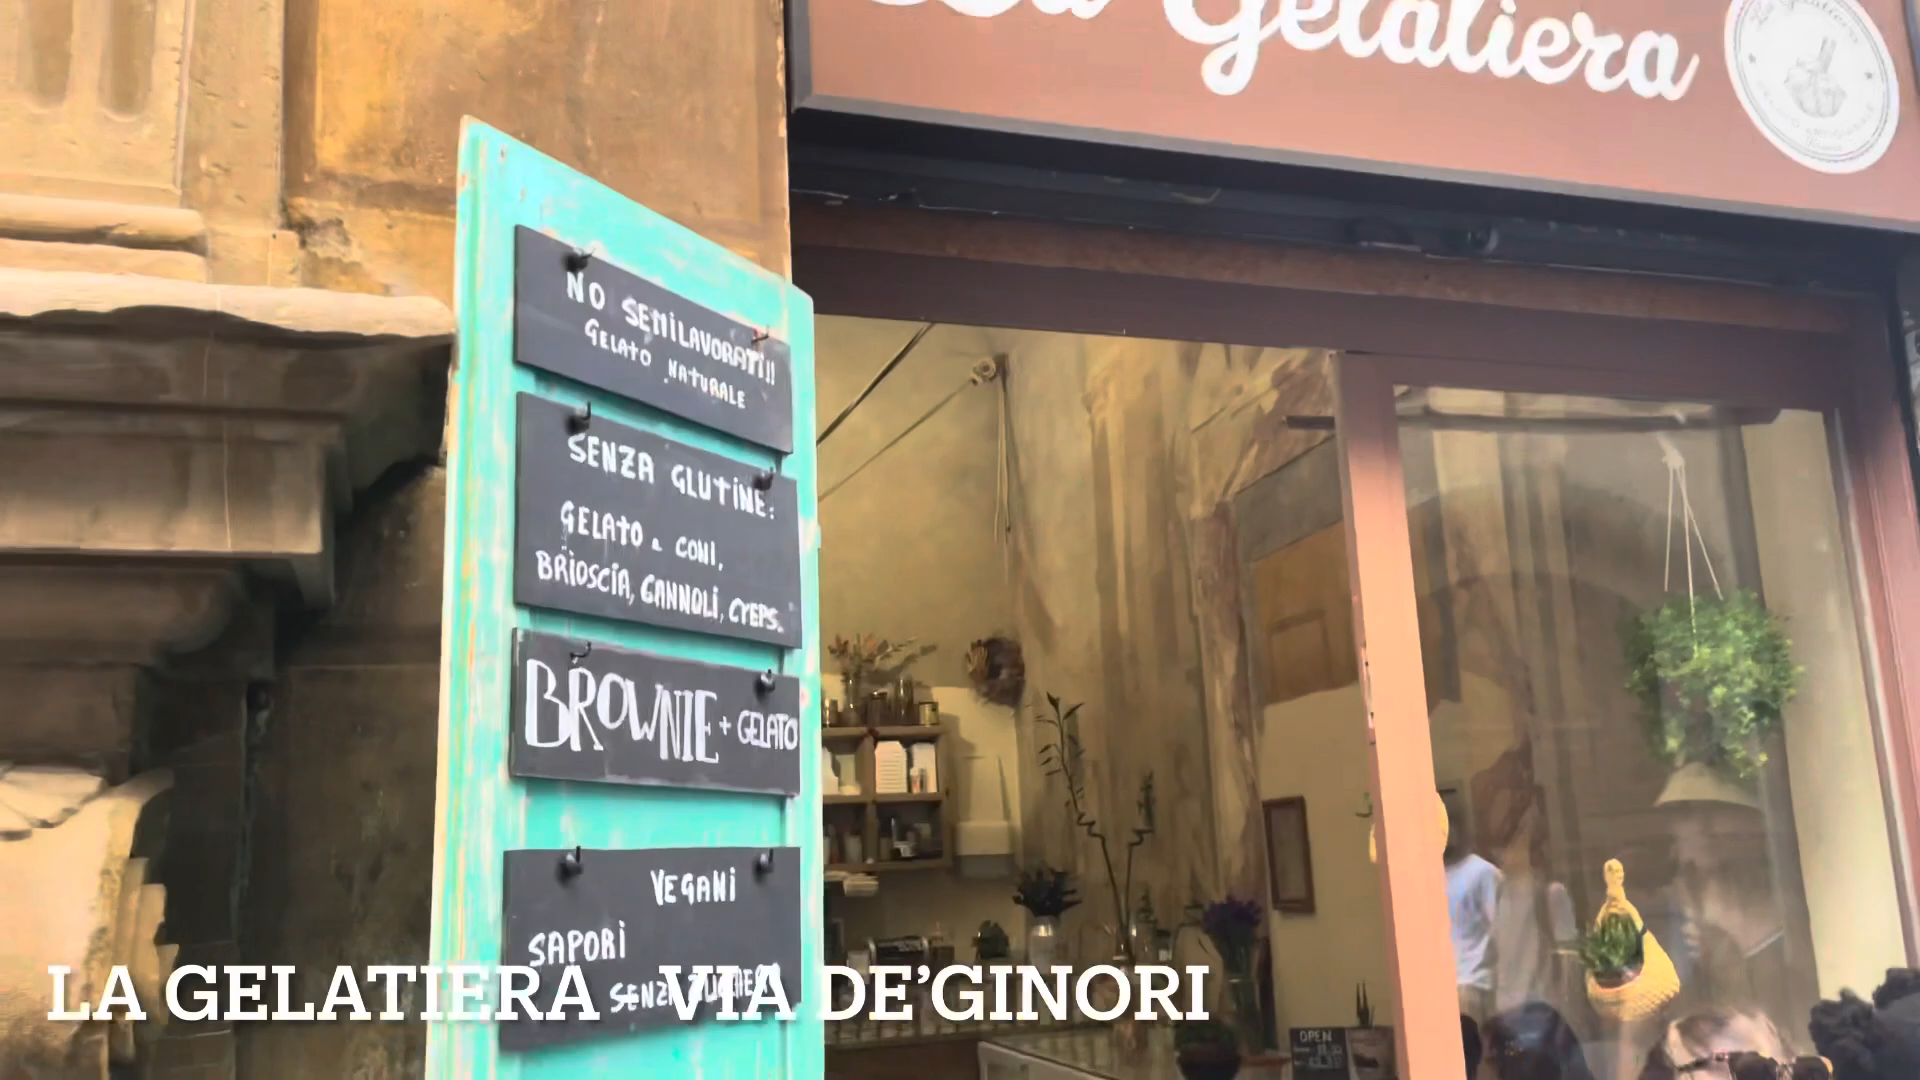 La Gelatiera
NO SEMILAVORATI!!
GELATO NATURALE
SENZA GLUTINE:
GELATO e CONI,
BRIOSCIA, CANNOLI, CREPS.
BROWNIE + GELATO
VEGANI
SAPORI
SENZA ZUCCHERO
LA GELATIERA VIA DE'GINORI
OPEN